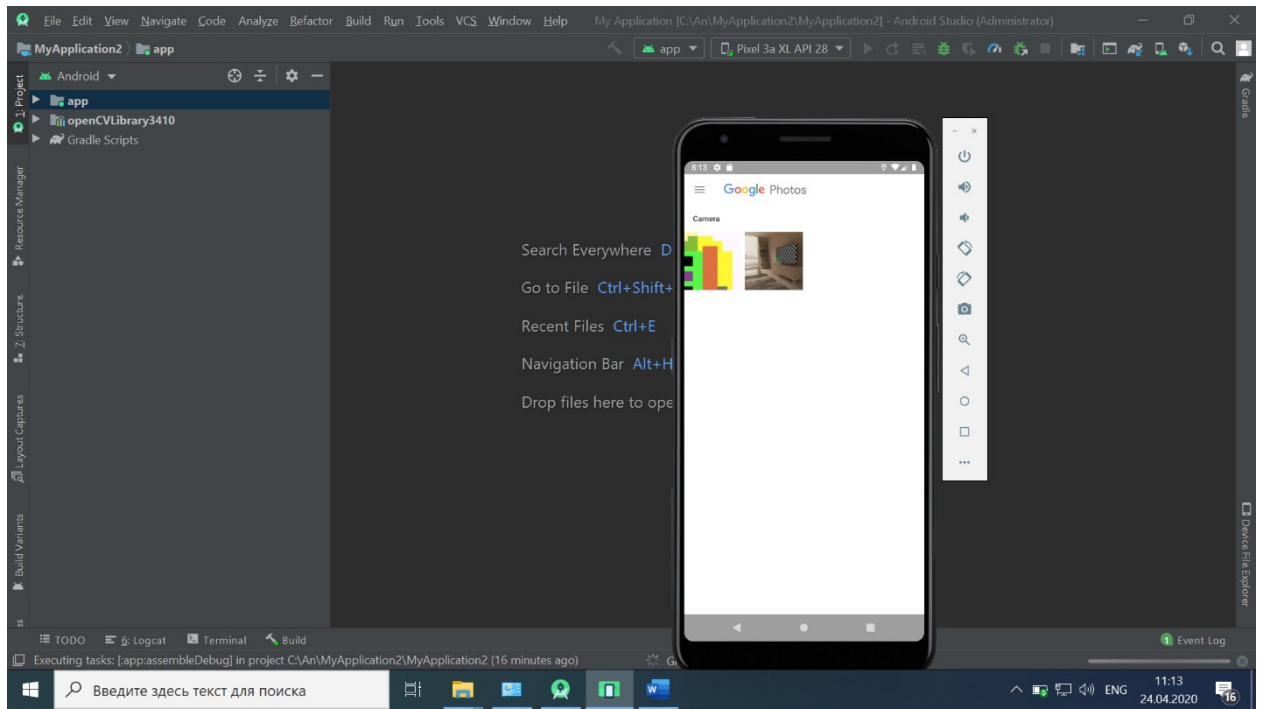 File Edit View Navigate Code Analyze Refactor Build Run Tools VCS Window Help My Application [C:\An\MyApplication2\MyApplication2] - Android Studio (Administrator)
MyApplication2 app
app Pixel 3a XL API 28
Android
app
openCVLibrary3410
Gradle Scripts
1: Project
Resource Manager
Z: Structure
Layout Captures
Build Variants
Gradle
Device File Explorer
Search Everywhere D
Go to File Ctrl+Shift+
Recent Files Ctrl+E
Navigation Bar Alt+H
Drop files here to ope
8:13
Google Photos
Camera
TODO 6: Logcat Terminal Build
1 Event Log
Executing tasks: [:app:assembleDebug] in project C:\An\MyApplication2\MyApplication2 (16 minutes ago)
Введите здесь текст для поиска
ENG
11:13
24.04.2020
16